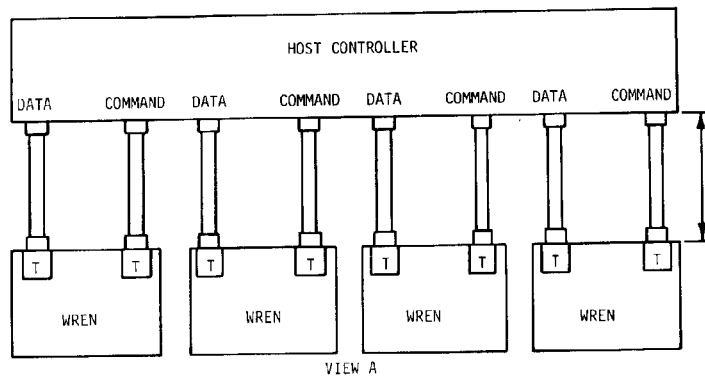 HOST CONTROLLER
DATA COMMAND DATA COMMAND DATA COMMAND DATA COMMAND
T T T T T T T T
WREN WREN WREN WREN
VIEW A